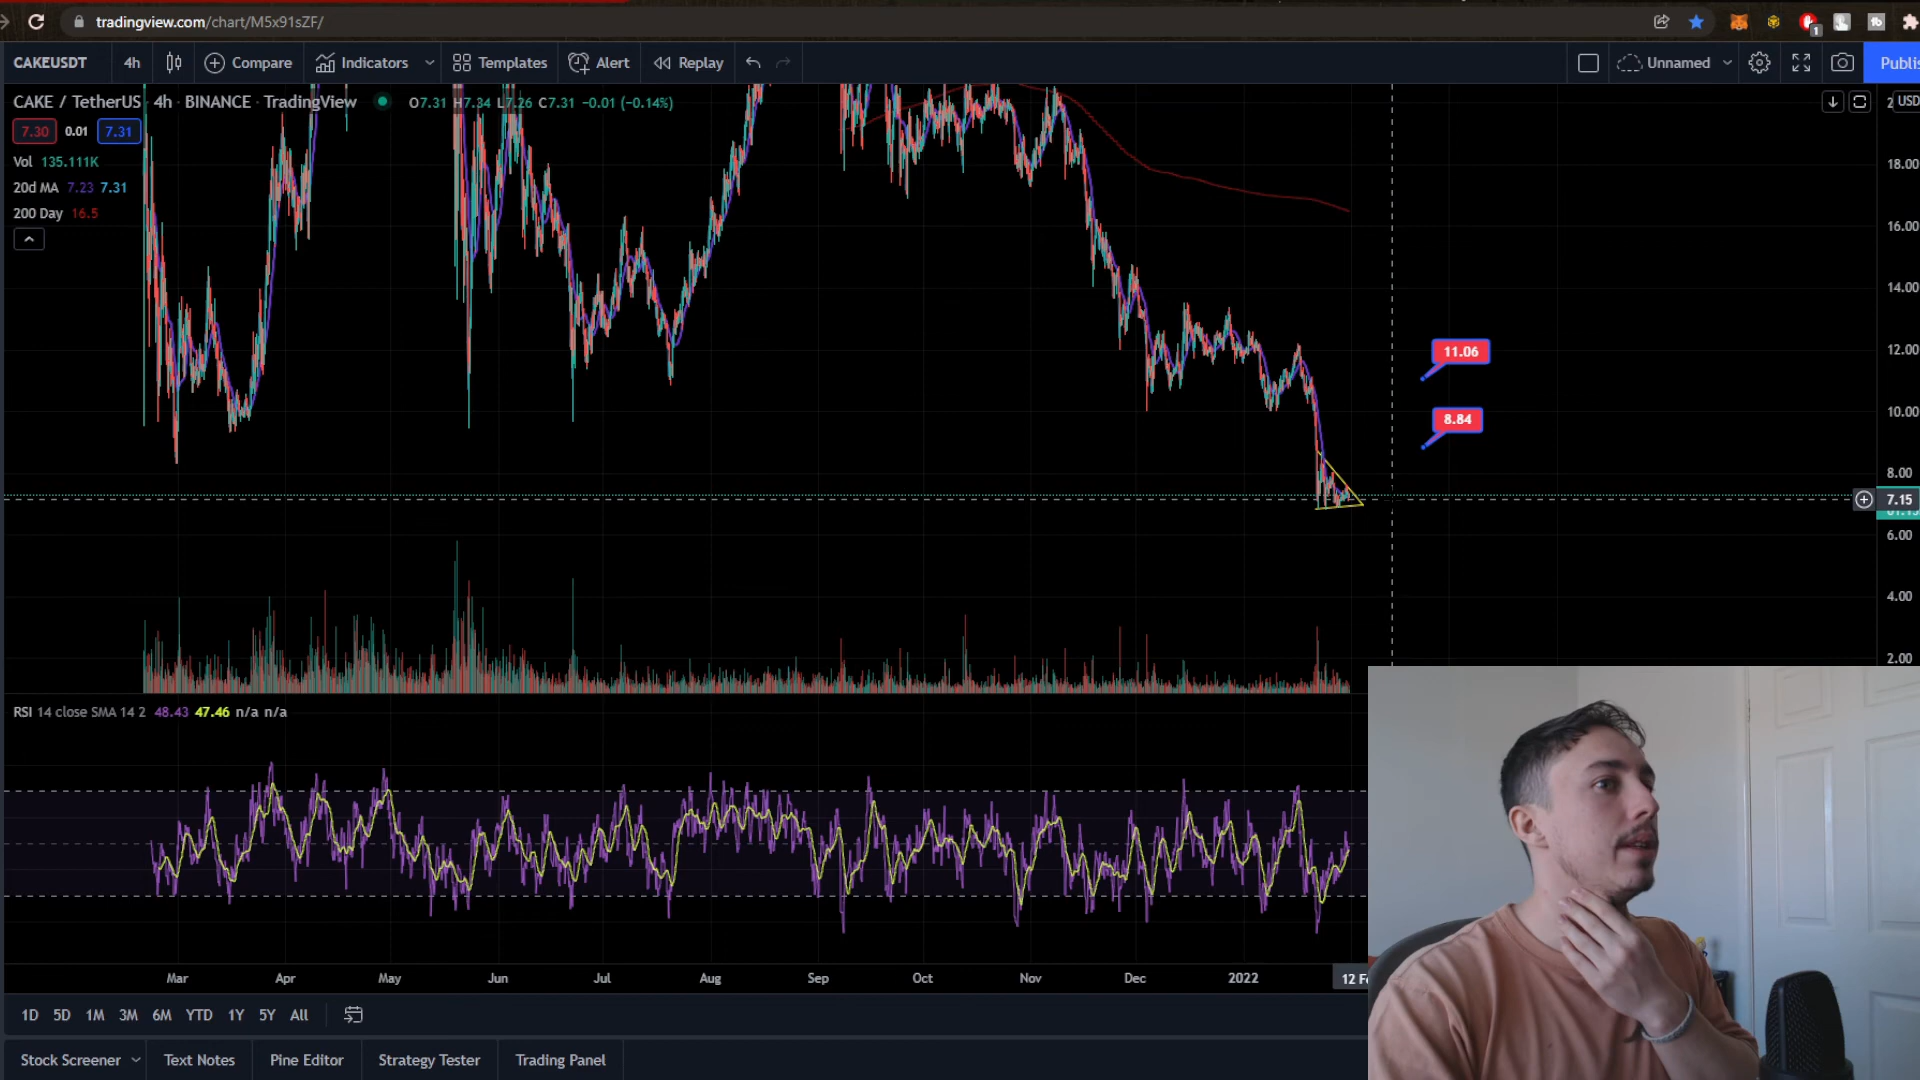 tradingview.com/chart/M5x91sZF/
1
CAKEUSDT 4h Compare Indicators Templates Alert Replay Unnamed Publis
CAKE / TetherUS 4h · BINANCE · TradingView O7.31 H7.34 L7.26 C7.31 −0.01 (−0.14%)
USD
7.30 0.01 7.31
Vol 135.111K
20d MA 7.23 7.31
200 Day 16.5
18.00
16.00
14.00
12.00
10.00
8.00
7.15
6.00
4.00
2.00
11.06
8.84
RSI 14 close SMA 14 2 48.43 47.46 n/a n/a
Mar Apr May Jun Jul Aug Sep Oct Nov Dec 2022 12 Fe
1D 5D 1M 3M 6M YTD 1Y 5Y All
Stock Screener Text Notes Pine Editor Strategy Tester Trading Panel